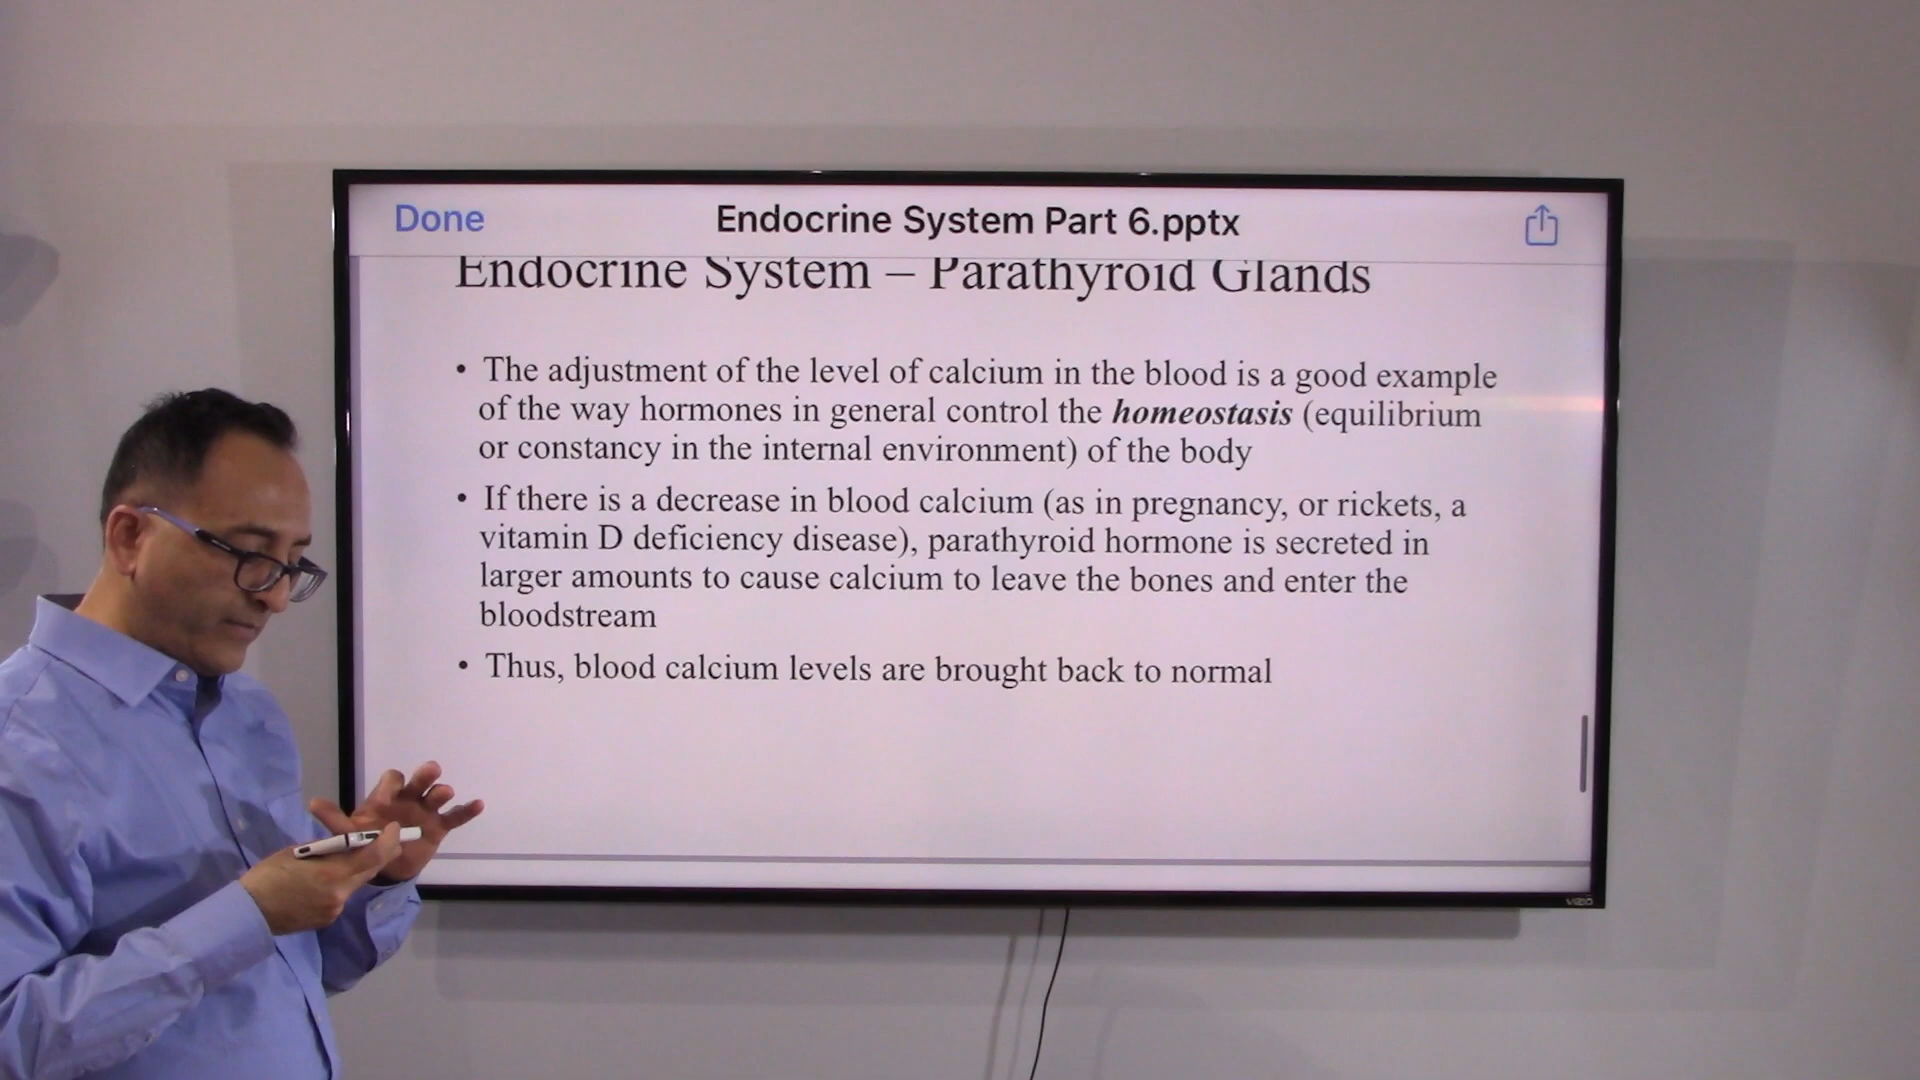 Done Endocrine System Part 6.pptx
Endocrine System – Parathyroid Glands
• The adjustment of the level of calcium in the blood is a good example
of the way hormones in general control the homeostasis (equilibrium
or constancy in the internal environment) of the body
• If there is a decrease in blood calcium (as in pregnancy, or rickets, a
vitamin D deficiency disease), parathyroid hormone is secreted in
larger amounts to cause calcium to leave the bones and enter the
bloodstream
• Thus, blood calcium levels are brought back to normal
VIZIO